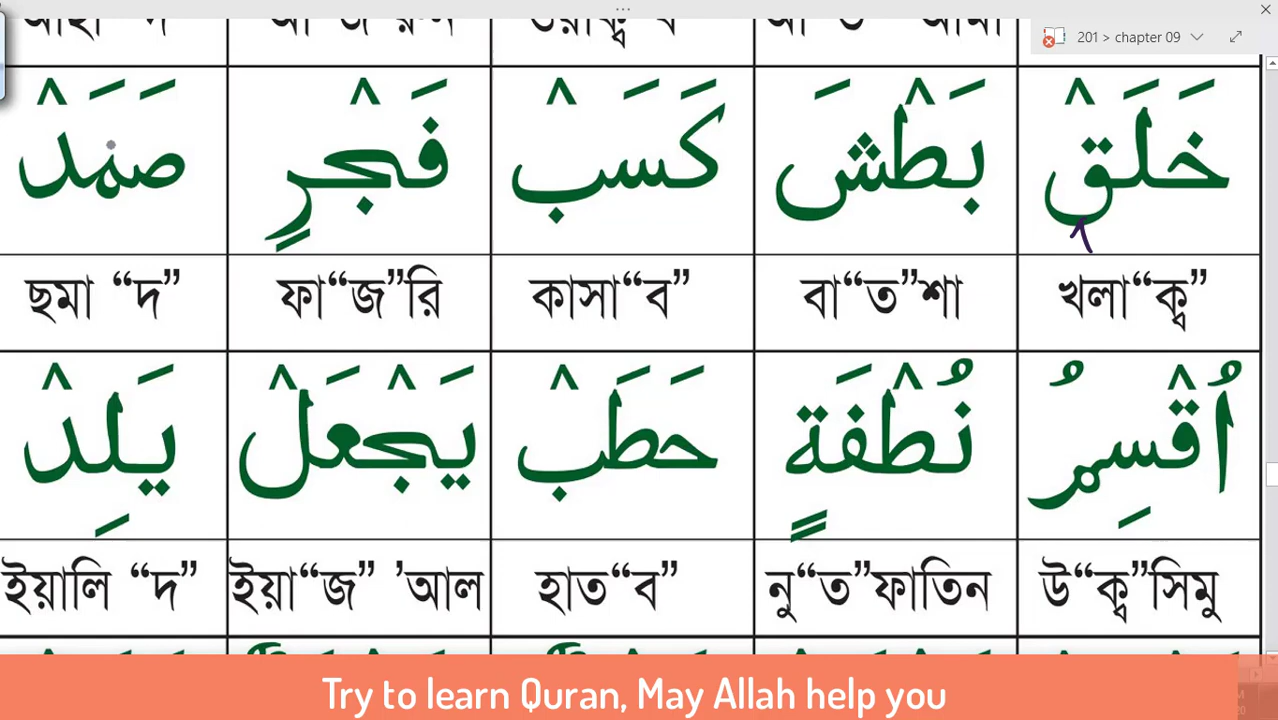 201 > chapter 09
خَلَقْ بَطْشَ كَسَبْ فَجْرِ صَمَدْ
ছমা “দ” ফা“জ”রি কাসা“ব” বা“ত”শা খলা“ক্ব”
اُقْسِمُ نُطْفَةٍ حَطَبْ يَجْعَلْ يَلِدْ
ইয়ালি “দ” ইয়া“জ” ’আল হাত“ব” নু“ত”ফাতিন উ“ক্ব”সিমু
Try to learn Quran, May Allah help you